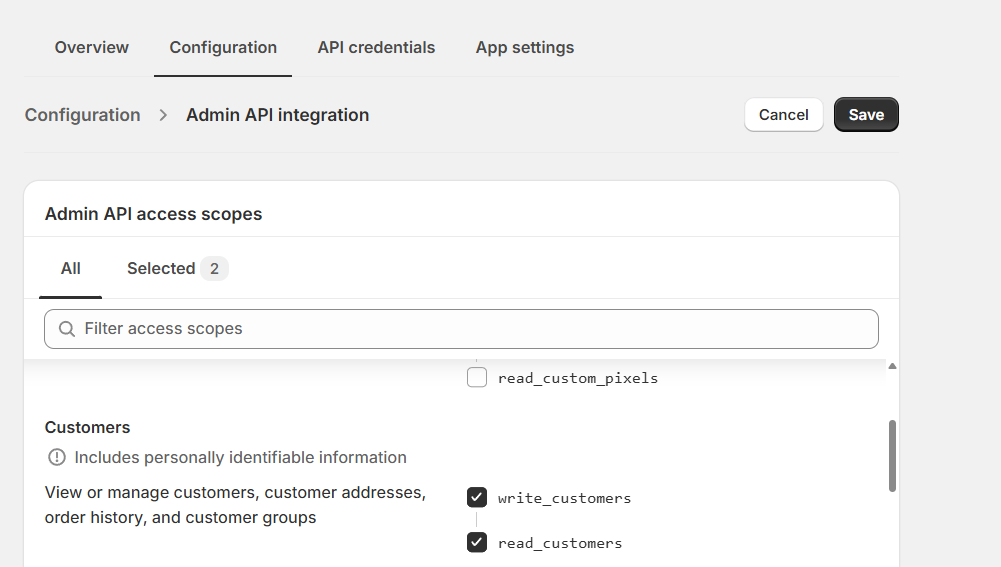 Overview Configuration API credentials App settings
Configuration > Admin API integration Cancel Save
Admin API access scopes
All Selected 2
Filter access scopes
read_custom_pixels
Customers
Includes personally identifiable information
View or manage customers, customer addresses,
order history, and customer groups
write_customers
read_customers